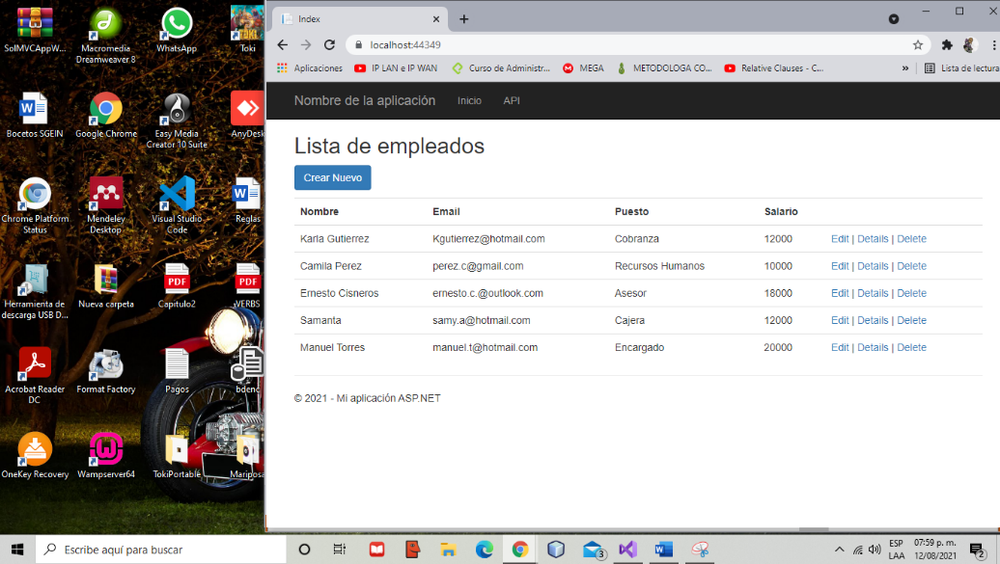 SolMVCAppW...
Macromedia
Dreamweaver 8
WhatsApp
Toki
Bocetos SGEIN
Google Chrome
Easy Media
Creator 10 Suite
AnyDesk
Chrome Platform
Status
Mendeley
Desktop
Visual Studio
Code
Reglas
Herramienta de
descarga USB D...
Nueva carpeta
PDF
Capitulo2
PDF
VERBS
Acrobat Reader
DC
Format Factory
Pagos
bdenc
OneKey Recovery
Wampserver64
TokiPortable
Mariposa
Index
localhost:44349
Aplicaciones
IP LAN e IP WAN
Curso de Administr...
MEGA
METODOLOGA CO...
Relative Clauses - C...
»
Lista de lectura
Nombre de la aplicación Inicio API
Lista de empleados
Crear Nuevo
Nombre Email Puesto Salario
Karla Gutierrez Kgutierrez@hotmail.com Cobranza 12000 Edit | Details | Delete
Camila Perez perez.c@gmail.com Recursos Humanos 10000 Edit | Details | Delete
Ernesto Cisneros ernesto.c.@outlook.com Asesor 18000 Edit | Details | Delete
Samanta samy.a@hotmail.com Cajera 12000 Edit | Details | Delete
Manuel Torres manuel.t@hotmail.com Encargado 20000 Edit | Details | Delete
© 2021 - Mi aplicación ASP.NET
Escribe aquí para buscar
3
ESP
LAA
07:59 p. m.
12/08/2021
2